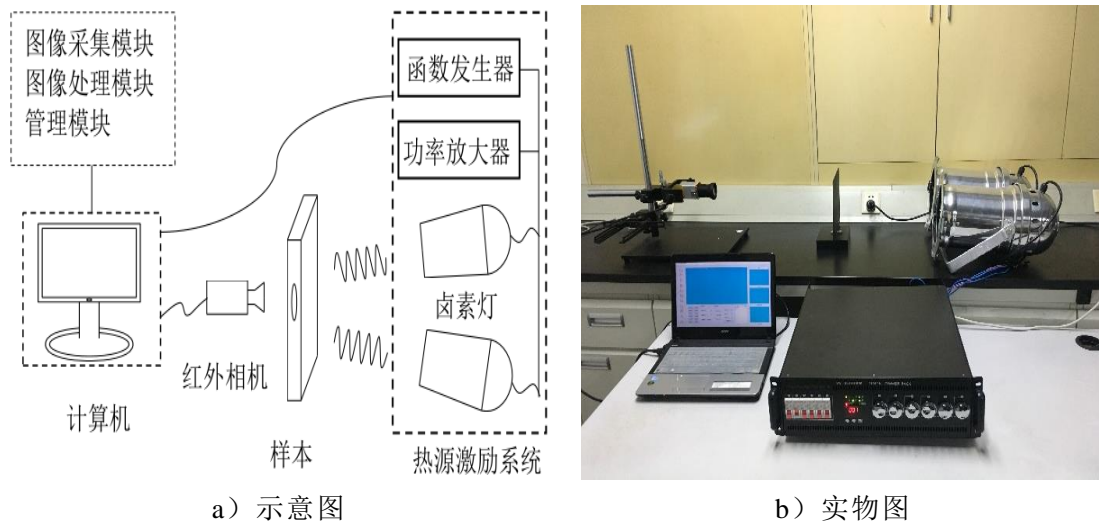 图像采集模块
图像处理模块
管理模块
函数发生器
功率放大器
卤素灯
红外相机
计算机
样本
热源激励系统
a）示意图
b）实物图